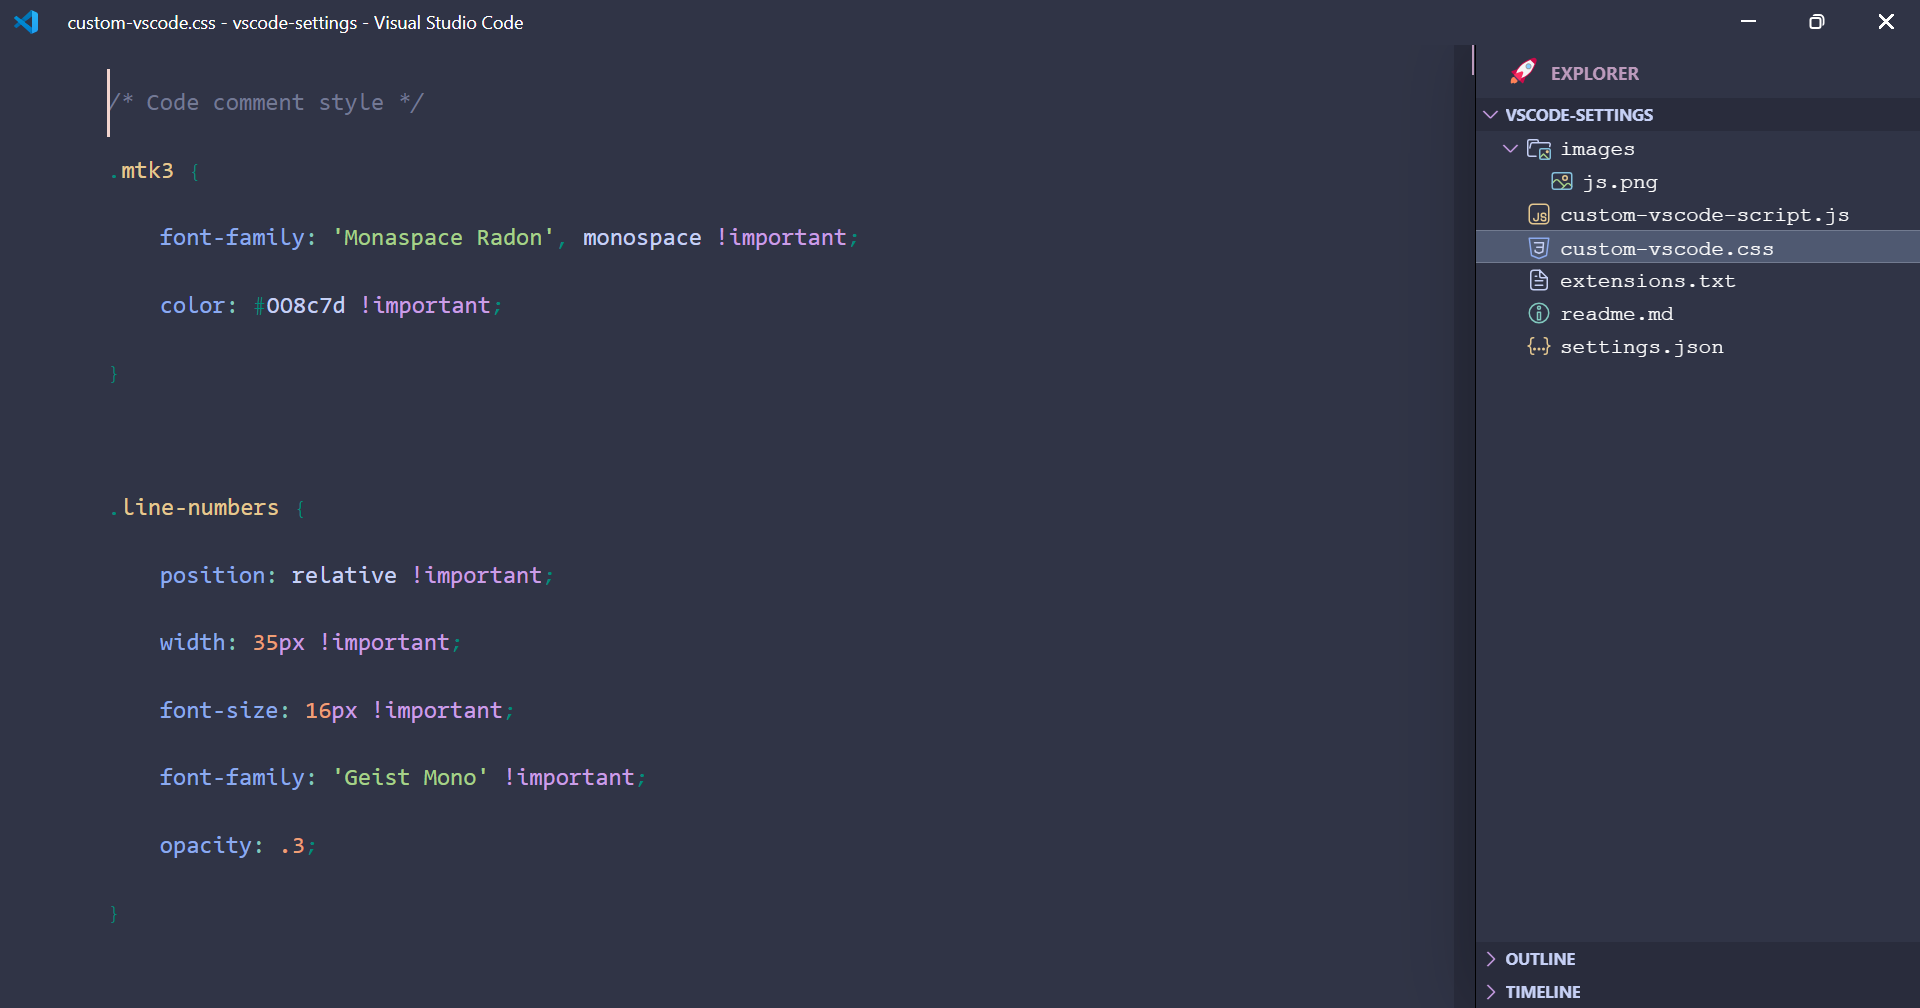 custom-vscode.css - vscode-settings - Visual Studio Code
/* Code comment style */
.mtk3 {
font-family: 'Monaspace Radon', monospace !important;
color: #008c7d !important;
}
.line-numbers {
position: relative !important;
width: 35px !important;
font-size: 16px !important;
font-family: 'Geist Mono' !important;
opacity: .3;
}
EXPLORER
VSCODE-SETTINGS
images
js.png
JS custom-vscode-script.js
custom-vscode.css
extensions.txt
readme.md
{...} settings.json
OUTLINE
TIMELINE